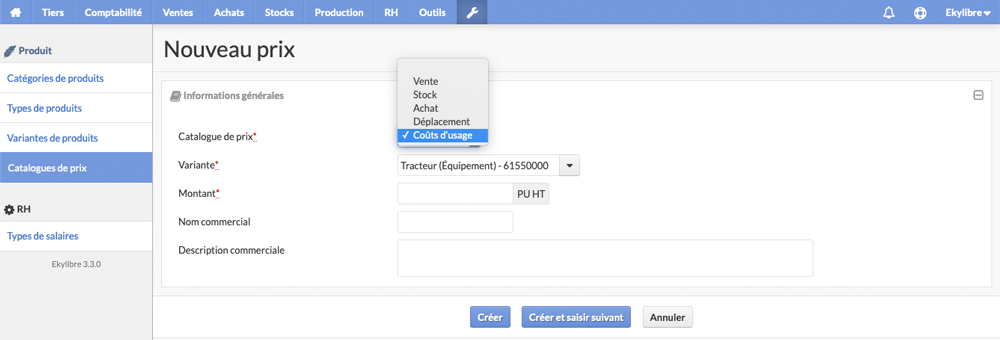 Tiers Comptabilité Ventes Achats Stocks Production RH Outils Ekylibre
Produit
Catégories de produits
Types de produits
Variantes de produits
Catalogues de prix
RH
Types de salaires
Ekylibre 3.3.0
Nouveau prix
Informations générales
Catalogue de prix*
Vente
Stock
Achat
Déplacement
✓ Coûts d'usage
Variante* Tracteur (Équipement) - 61550000
Montant* PU HT
Nom commercial
Description commerciale
Créer Créer et saisir suivant Annuler